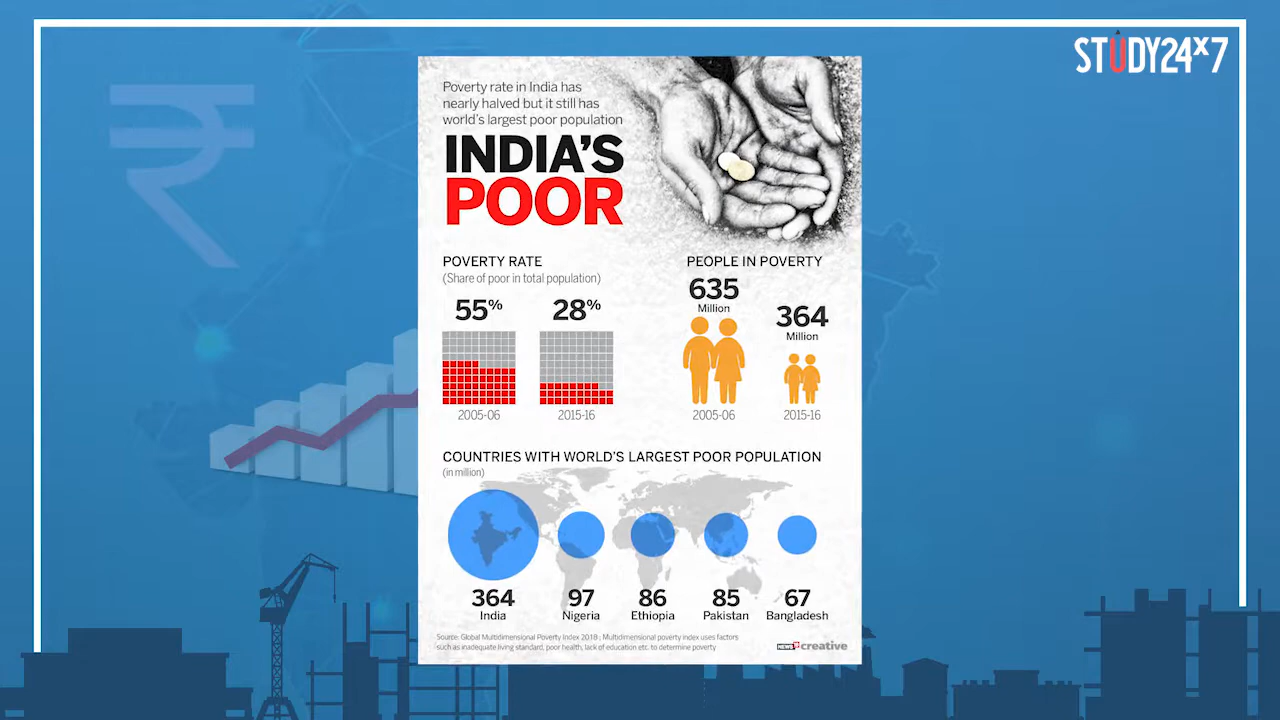 STUDY24x7
Poverty rate in India has
nearly halved but it still has
world's largest poor population
INDIA'S
POOR
POVERTY RATE
(Share of poor in total population)
55%
28%
2005-06
2015-16
PEOPLE IN POVERTY
635
Million
364
Million
2005-06
2015-16
COUNTRIES WITH WORLD'S LARGEST POOR POPULATION
(in million)
364
India
97
Nigeria
86
Ethiopia
85
Pakistan
67
Bangladesh
Source: Global Multidimensional Poverty Index 2018; Multidimensional poverty index uses factors
such as inadequate living standard, poor health, lack of education etc. to determine poverty
NEWS18 creative